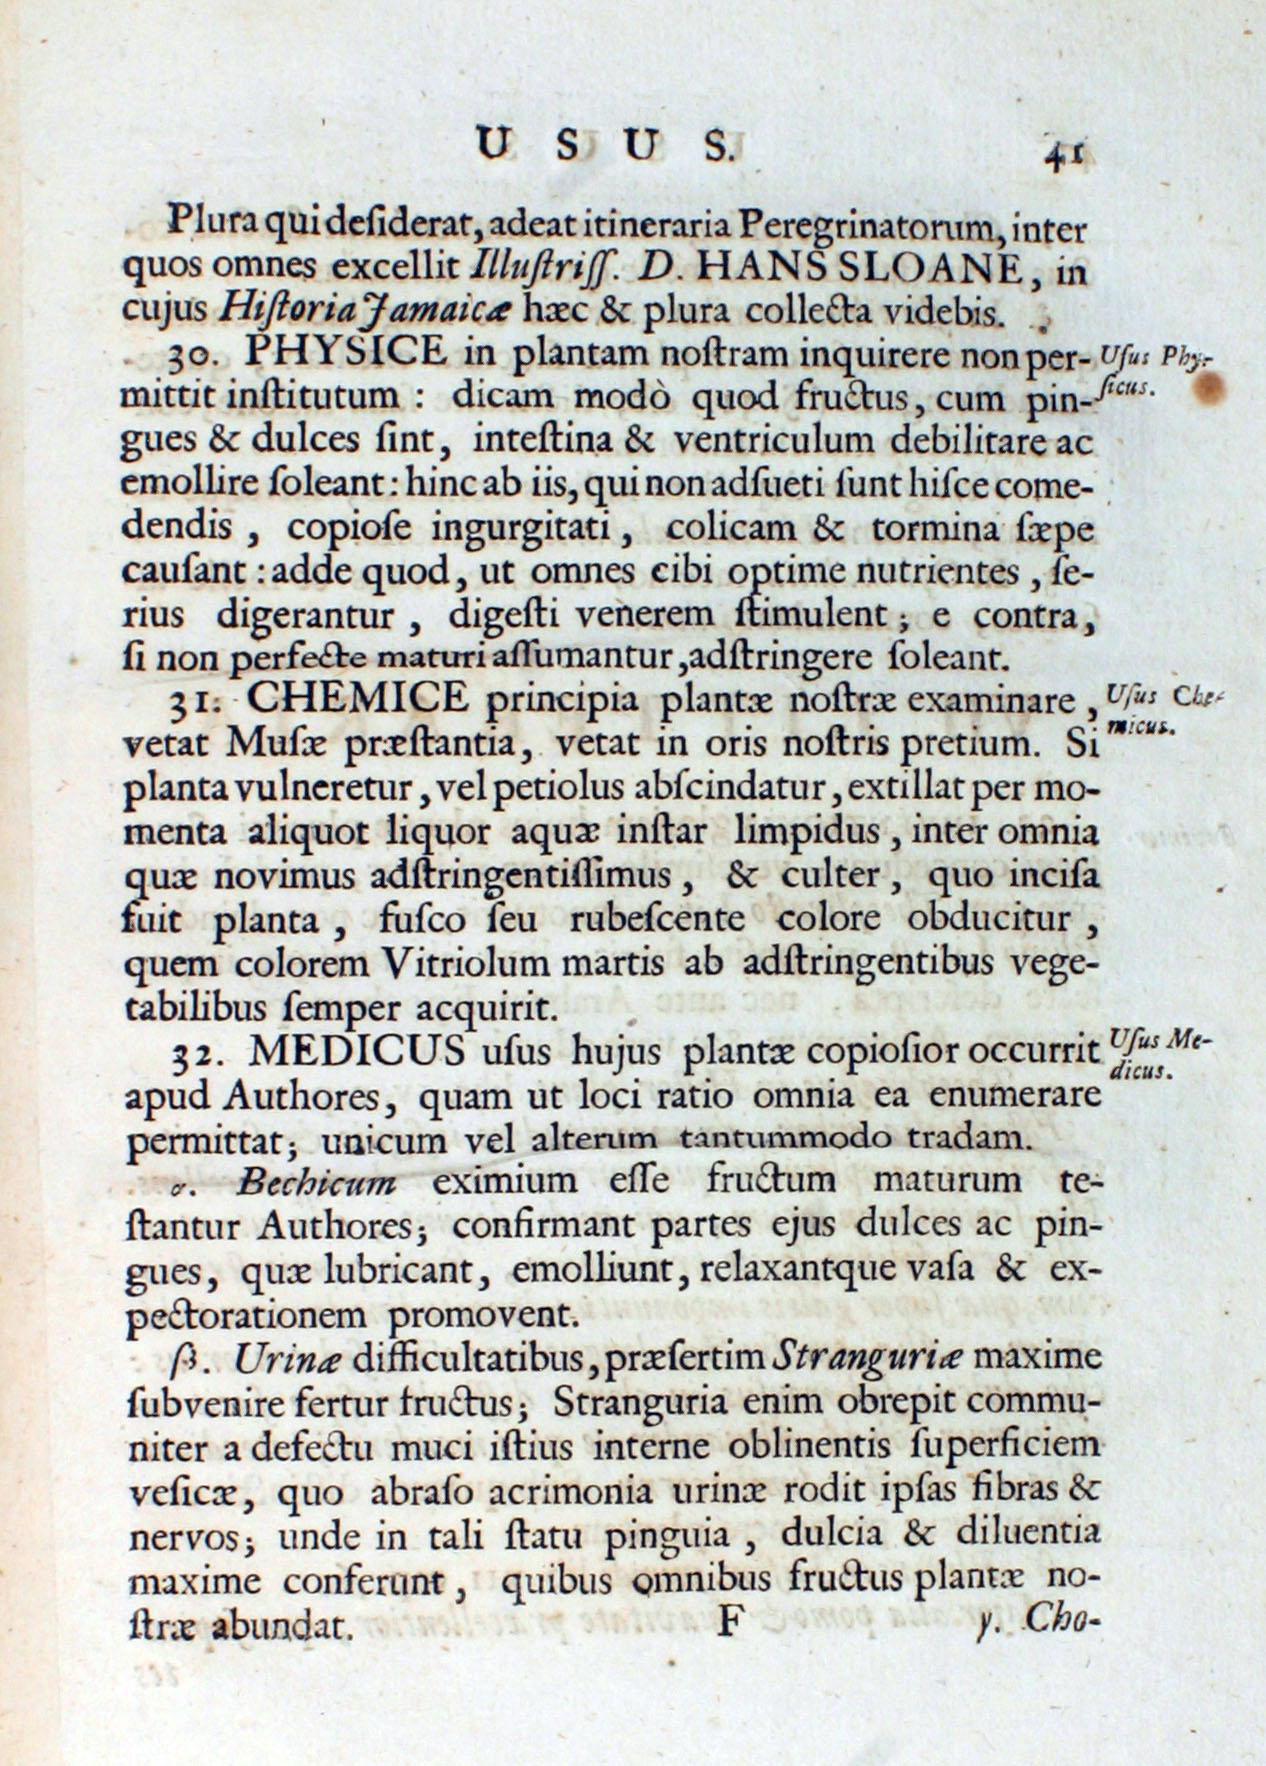 U S U S. 41
Plura qui deſiderat, adeat itineraria Peregrinatorum, inter
quos omnes excellit Illuſtriſſ. D. HANS SLOANE, in
cujus Hiſtoria Jamaicæ hæc & plura collecta videbis.
30. PHYSICE in plantam noſtram inquirere non per-
Uſus Phy-
mittit inſtitutum : dicam modò quod fructus, cum pin-
ſicus.
gues & dulces ſint, inteſtina & ventriculum debilitare ac
emollire ſoleant : hinc ab iis, qui non adſueti ſunt hiſce come-
dendis , copioſe ingurgitati , colicam & tormina ſæpe
cauſant : adde quod, ut omnes cibi optime nutrientes , ſe-
rius digerantur , digeſti venerem ſtimulent ; e contra,
ſi non perfecte maturi aſſumantur, adſtringere ſoleant.
31. CHEMICE principia plantæ noſtræ examinare ,
Uſus Che-
micus.
vetat Muſæ præſtantia, vetat in oris noſtris pretium. Si
planta vulneretur , vel petiolus abſcindatur, extillat per mo-
menta aliquot liquor aquæ inſtar limpidus , inter omnia
quæ novimus adſtringentiſſimus , & culter , quo inciſa
fuit planta , fuſco ſeu rubeſcente colore obducitur ,
quem colorem Vitriolum martis ab adſtringentibus vege-
tabilibus ſemper acquirit.
32. MEDICUS uſus hujus plantæ copioſior occurrit
Uſus Me-
dicus.
apud Authores, quam ut loci ratio omnia ea enumerare
permittat; unicum vel alterum tantummodo tradam.
α. Bechicum eximium eſſe fructum maturum te-
ſtantur Authores; confirmant partes ejus dulces ac pin-
gues, quæ lubricant, emolliunt, relaxantque vaſa & ex-
pectorationem promovent.
β. Urinæ difficultatibus, præſertim Stranguriæ maxime
ſubvenire fertur fructus; Stranguria enim obrepit commu-
niter a defectu muci iſtius interne oblinentis ſuperficiem
veſicæ, quo abraſo acrimonia urinæ rodit ipſas fibras &
nervos; unde in tali ſtatu pinguia , dulcia & diluentia
maxime conferunt , quibus omnibus fructus plantæ no-
ſtræ abundat. F γ. Cho-